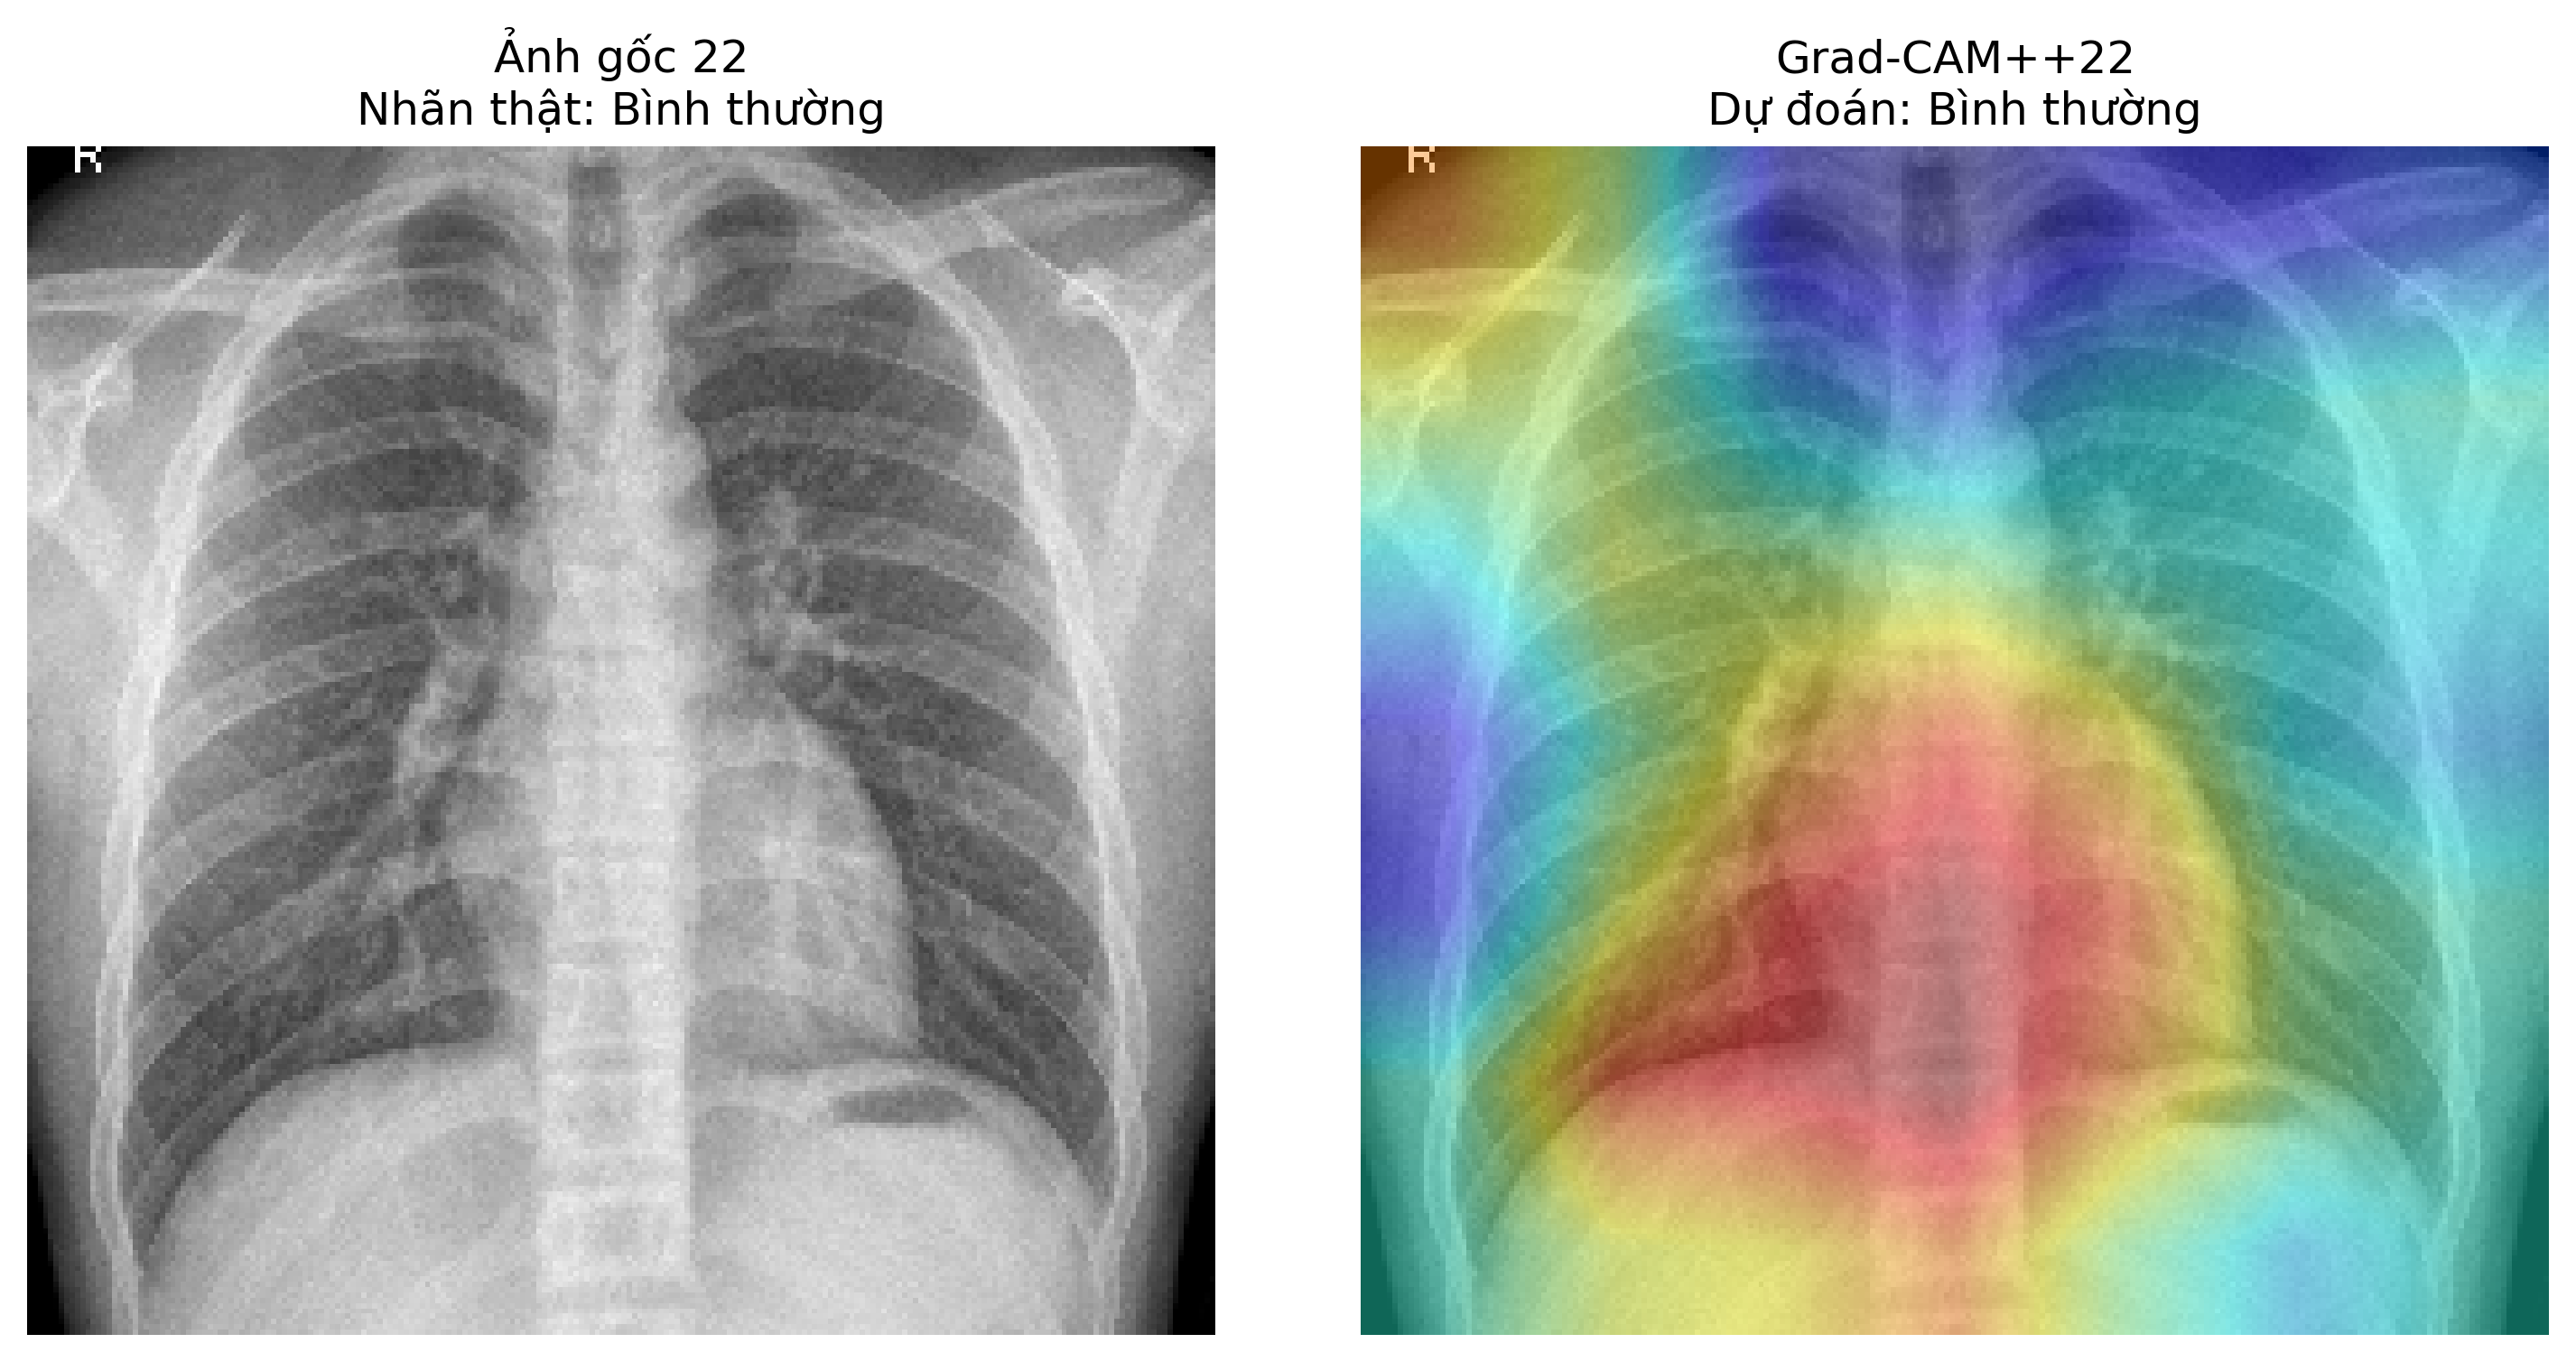 Ảnh gốc 22
Nhãn thật: Bình thường
R
Grad-CAM++22
Dự đoán: Bình thường
R